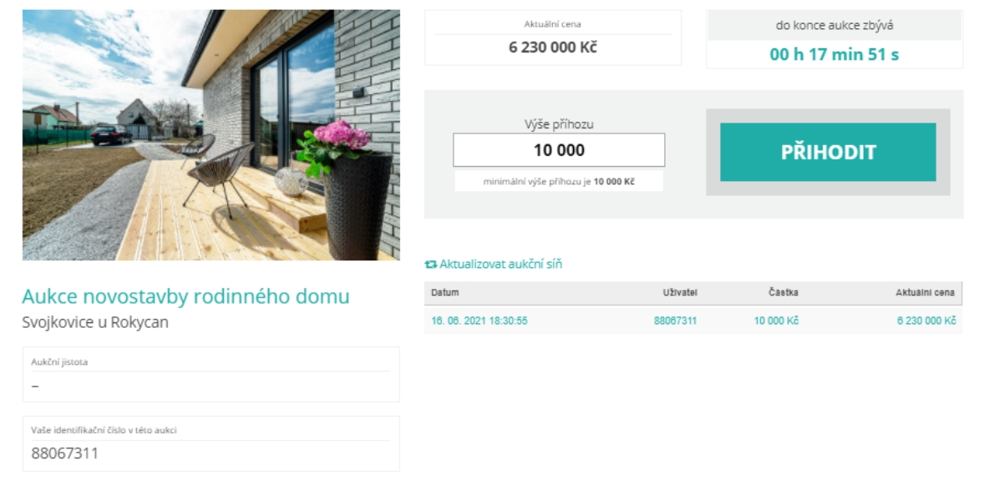 Aktuální cena
6 230 000 Kč
do konce aukce zbývá
00 h 17 min 51 s
Výše příhozu
10 000
minimální výše příhozu je 10 000 Kč
PŘIHODIT
Aktualizovat aukční síň
Datum Uživatel Částka Aktuální cena
16. 06. 2021 18:30:55 88067311 10 000 Kč 6 230 000 Kč
Aukce novostavby rodinného domu
Svojkovice u Rokycan
Aukční jistota
–
Vaše identifikační číslo v této aukci
88067311